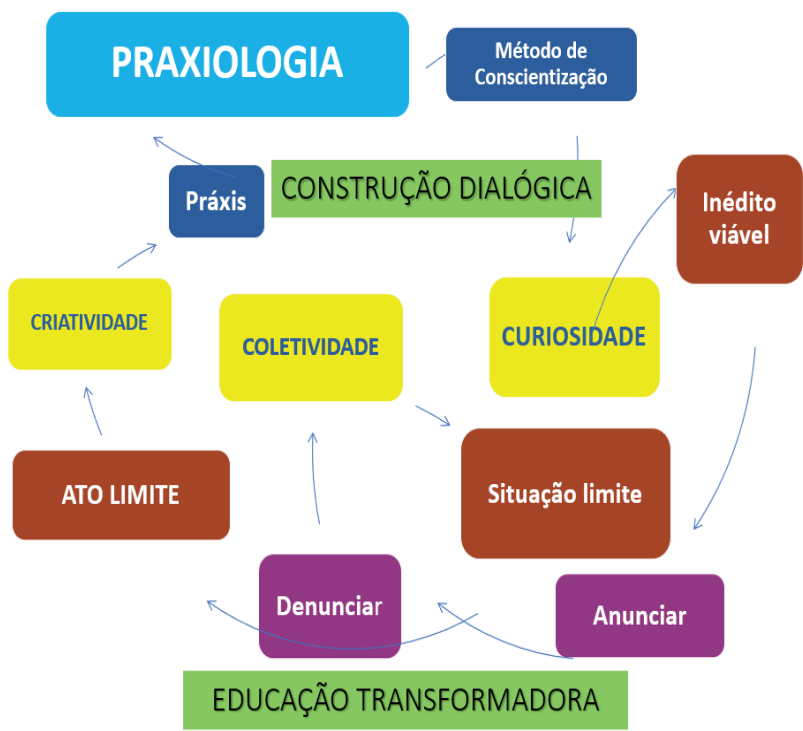 PRAXIOLOGIA
Método de
Conscientização
CONSTRUÇÃO DIALÓGICA
Práxis
Inédito
viável
CRIATIVIDADE
COLETIVIDADE
CURIOSIDADE
ATO LIMITE
Situação limite
Denunciar
Anunciar
EDUCAÇÃO TRANSFORMADORA